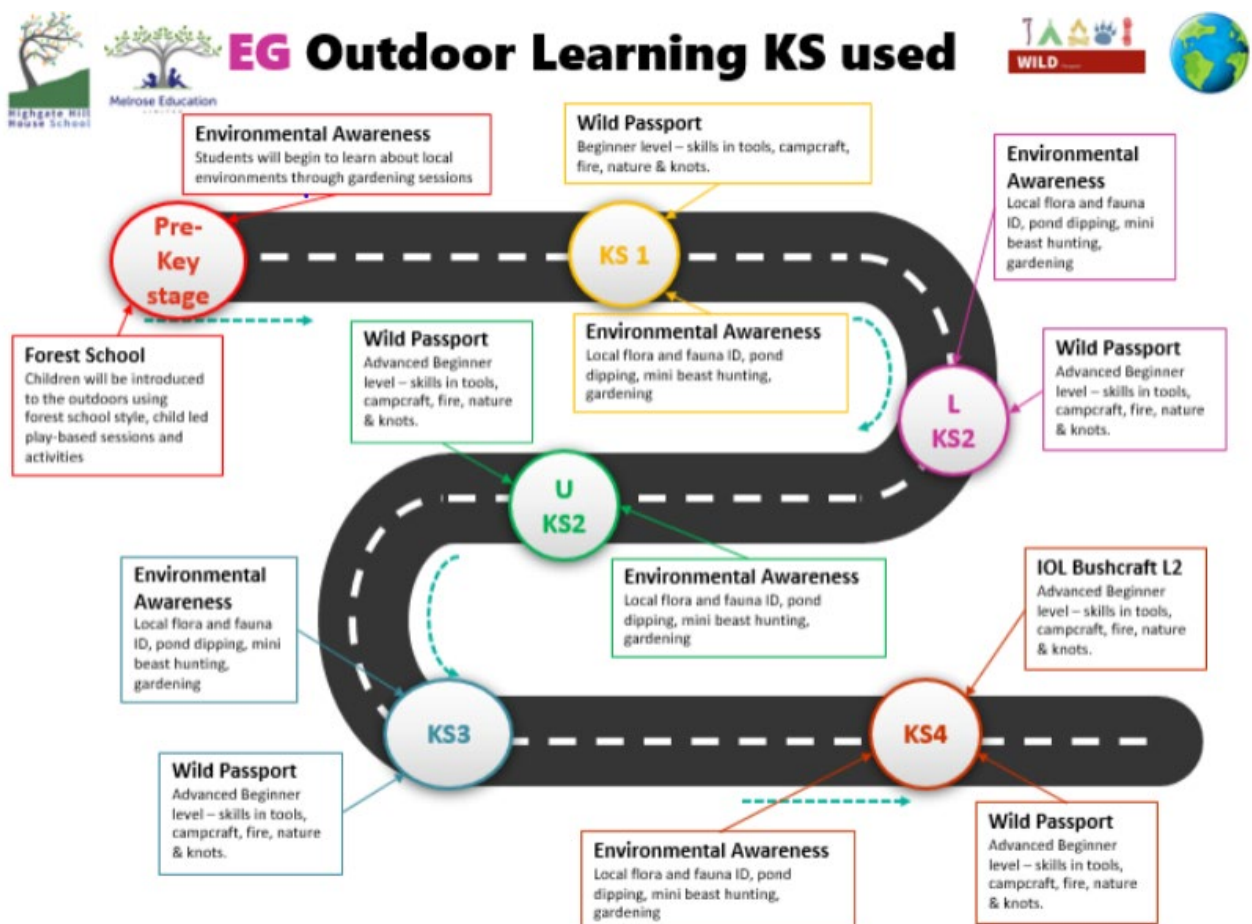 EG Outdoor Learning KS used
Highgate Hill
House School
Melrose Education
WILD
Environmental Awareness
Students will begin to learn about local
environments through gardening sessions
Wild Passport
Beginner level – skills in tools, campcraft,
fire, nature & knots.
Environmental
Awareness
Local flora and fauna
ID, pond dipping, mini
beast hunting,
gardening
Pre-
Key
stage
KS 1
Forest School
Children will be introduced
to the outdoors using
forest school style, child led
play-based sessions and
activities
Wild Passport
Advanced Beginner
level – skills in tools,
campcraft, fire, nature
& knots.
Environmental Awareness
Local flora and fauna ID, pond
dipping, mini beast hunting,
gardening
L
KS2
Wild Passport
Advanced Beginner
level – skills in tools,
campcraft, fire, nature
& knots.
U
KS2
Environmental
Awareness
Local flora and fauna
ID, pond dipping, mini
beast hunting,
gardening
Environmental Awareness
Local flora and fauna ID, pond
dipping, mini beast hunting,
gardening
IOL Bushcraft L2
Advanced Beginner
level – skills in tools,
campcraft, fire, nature
& knots.
KS3
KS4
Wild Passport
Advanced Beginner
level – skills in tools,
campcraft, fire, nature
& knots.
Environmental Awareness
Local flora and fauna ID, pond
dipping, mini beast hunting,
gardening
Wild Passport
Advanced Beginner
level – skills in tools,
campcraft, fire, nature
& knots.